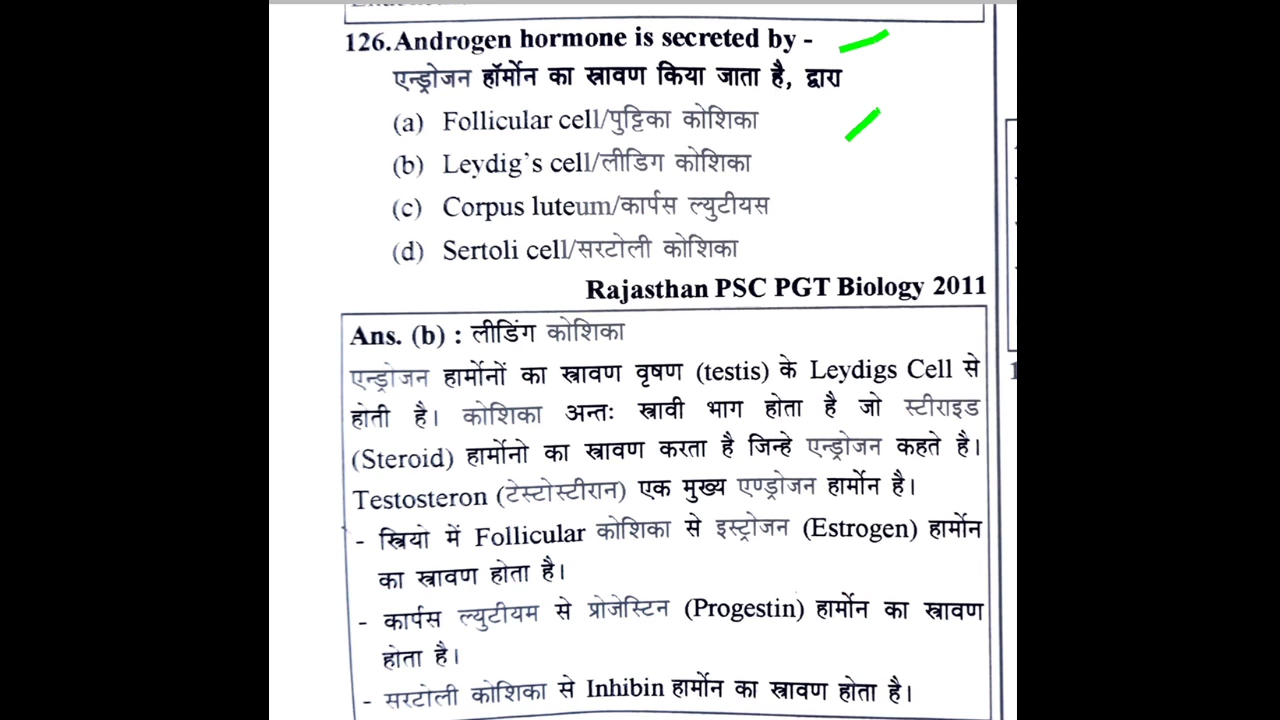 126. Androgen hormone is secreted by -
एन्ड्रोजन हॉर्मोन का स्त्रावण किया जाता है, द्वारा
(a) Follicular cell/पुट्टिका कोशिका
(b) Leydig's cell/लीडिग कोशिका
(c) Corpus luteum/कार्पस ल्युटीयस
(d) Sertoli cell/सरटोली कोशिका
Rajasthan PSC PGT Biology 2011
Ans. (b) : लीडिंग कोशिका
एन्ड्रोजन हार्मोनों का स्त्रावण वृषण (testis) के Leydigs Cell से
होती है। कोशिका अन्तः स्त्रावी भाग होता है जो स्टीराइड
(Steroid) हार्मोनो का स्त्रावण करता है जिन्हे एन्ड्रोजन कहते है।
Testosteron (टेस्टोस्टीरान) एक मुख्य एण्ड्रोजन हार्मोन है।
- स्त्रियो में Follicular कोशिका से इस्ट्रोजन (Estrogen) हार्मोन
का स्त्रावण होता है।
- कार्पस ल्युटीयम से प्रोजेस्टिन (Progestin) हार्मोन का स्त्रावण
होता है।
- सरटोली कोशिका से Inhibin हार्मोन का स्त्रावण होता है।